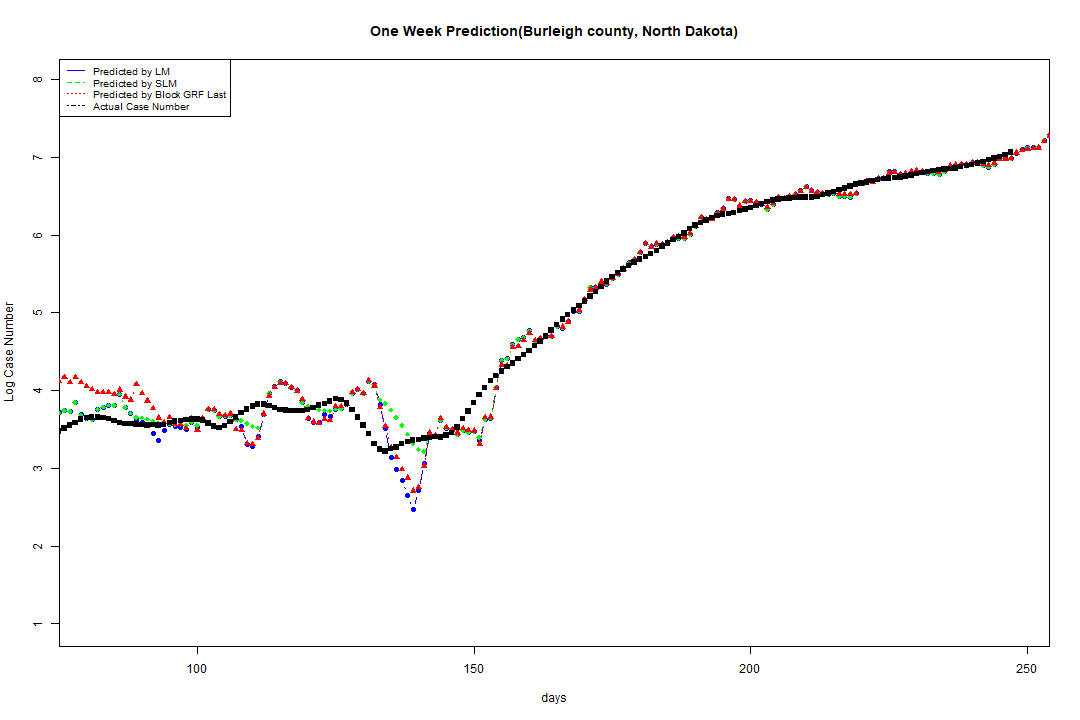 One Week Prediction(Burleigh county, North Dakota)
Predicted by LM
Predicted by SLM
Predicted by Block GRF Last
Actual Case Number
8
7
6
5
4
3
2
1
Log Case Number
100 150 200 250
days